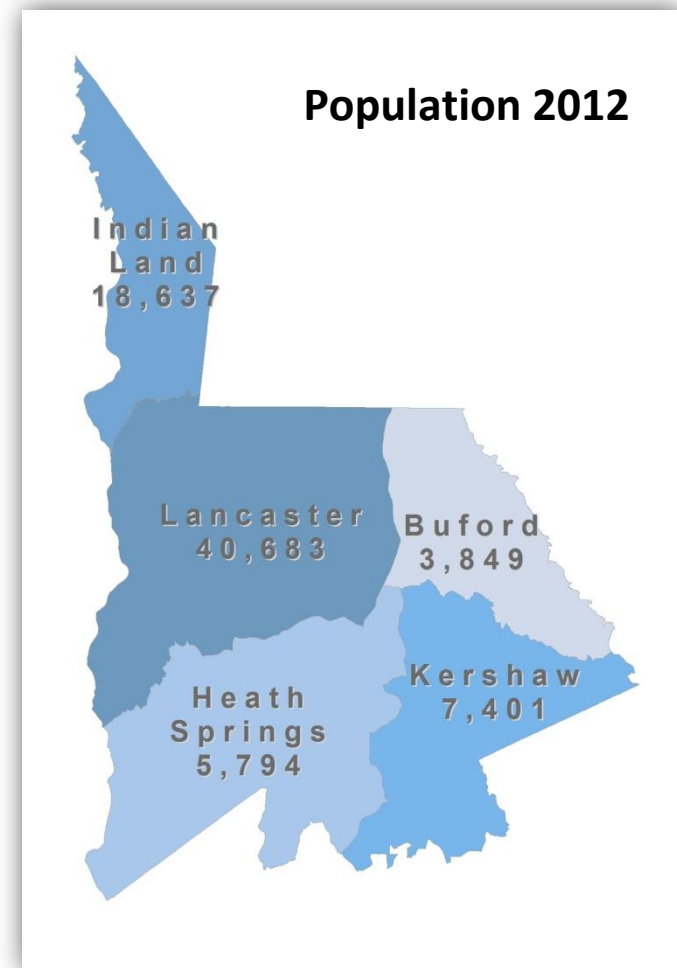 Population 2012
Indian
Land
18,637
Lancaster
40,683
Buford
3,849
Kershaw
7,401
Heath
Springs
5,794